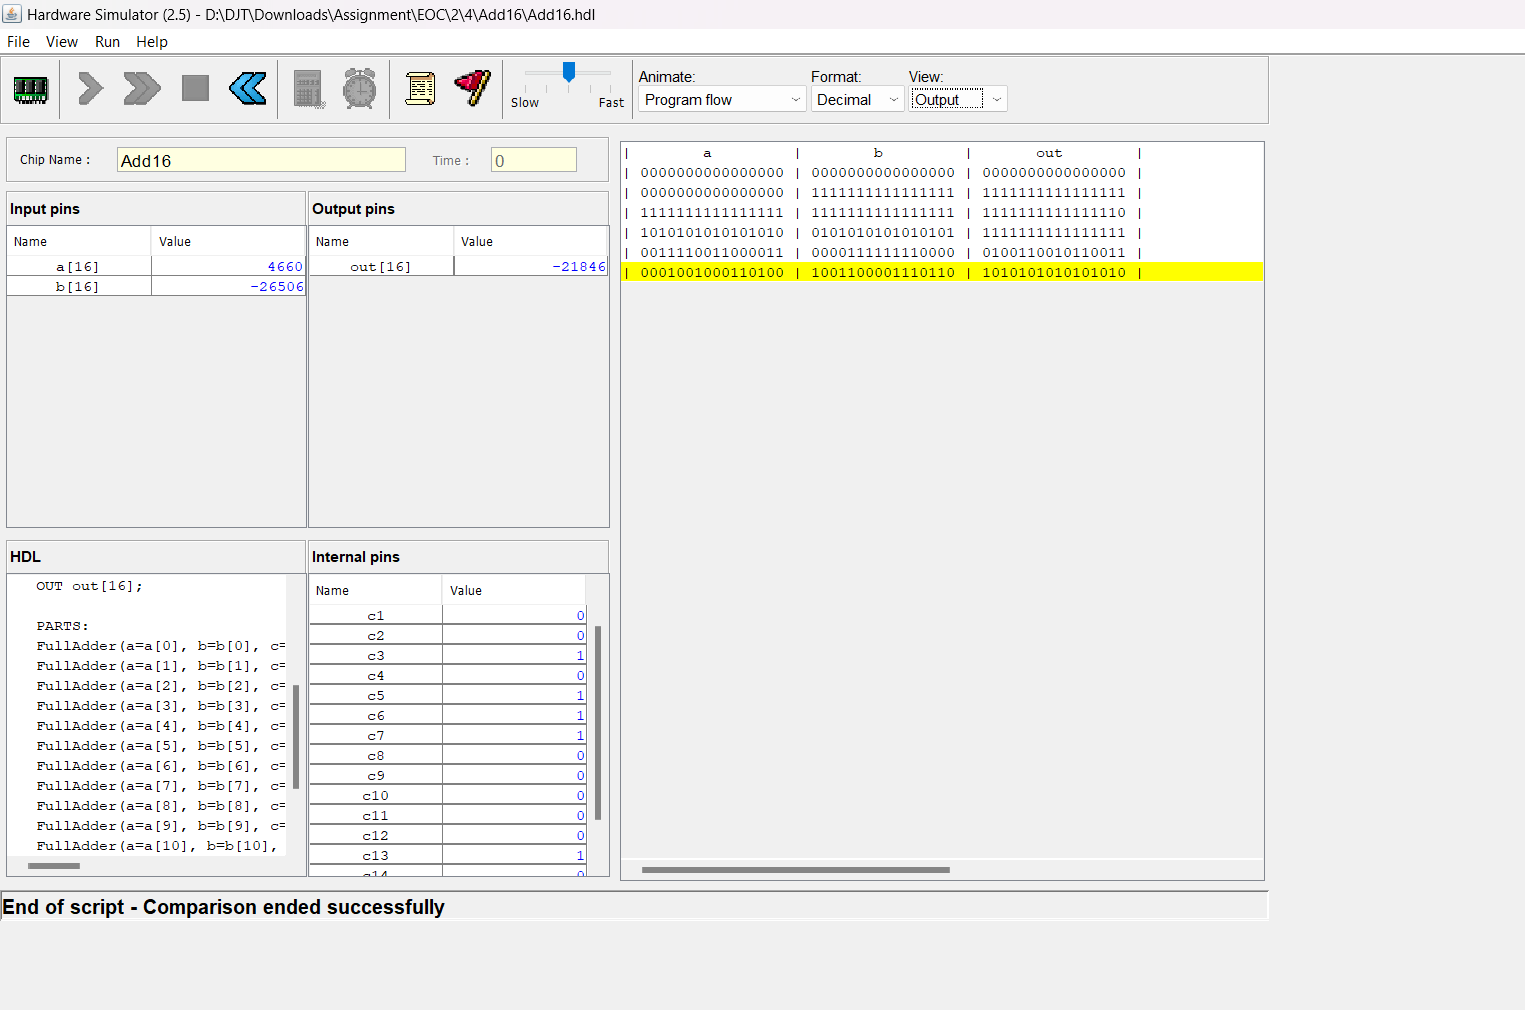 Hardware Simulator (2.5) - D:\DJT\Downloads\Assignment\EOC\2\4\Add16\Add16.hdl
File View Run Help
Slow Fast
Animate: Format: View:
Program flow Decimal Output
Chip Name : Add16 Time : 0
Input pins
Name Value
a[16] 4660
b[16] -26506
Output pins
Name Value
out[16] -21846
| a | b | out |
| 0000000000000000 | 0000000000000000 | 0000000000000000 |
| 0000000000000000 | 1111111111111111 | 1111111111111111 |
| 1111111111111111 | 1111111111111111 | 1111111111111110 |
| 1010101010101010 | 0101010101010101 | 1111111111111111 |
| 0011110011000011 | 0000111111110000 | 0100110010110011 |
| 0001001000110100 | 1001100001110110 | 1010101010101010 |
HDL
OUT out[16];
PARTS:
FullAdder(a=a[0], b=b[0], c=
FullAdder(a=a[1], b=b[1], c=
FullAdder(a=a[2], b=b[2], c=
FullAdder(a=a[3], b=b[3], c=
FullAdder(a=a[4], b=b[4], c=
FullAdder(a=a[5], b=b[5], c=
FullAdder(a=a[6], b=b[6], c=
FullAdder(a=a[7], b=b[7], c=
FullAdder(a=a[8], b=b[8], c=
FullAdder(a=a[9], b=b[9], c=
FullAdder(a=a[10], b=b[10],
Internal pins
Name Value
c1 0
c2 0
c3 1
c4 0
c5 1
c6 1
c7 1
c8 0
c9 0
c10 0
c11 0
c12 0
c13 1
c14 0
End of script - Comparison ended successfully